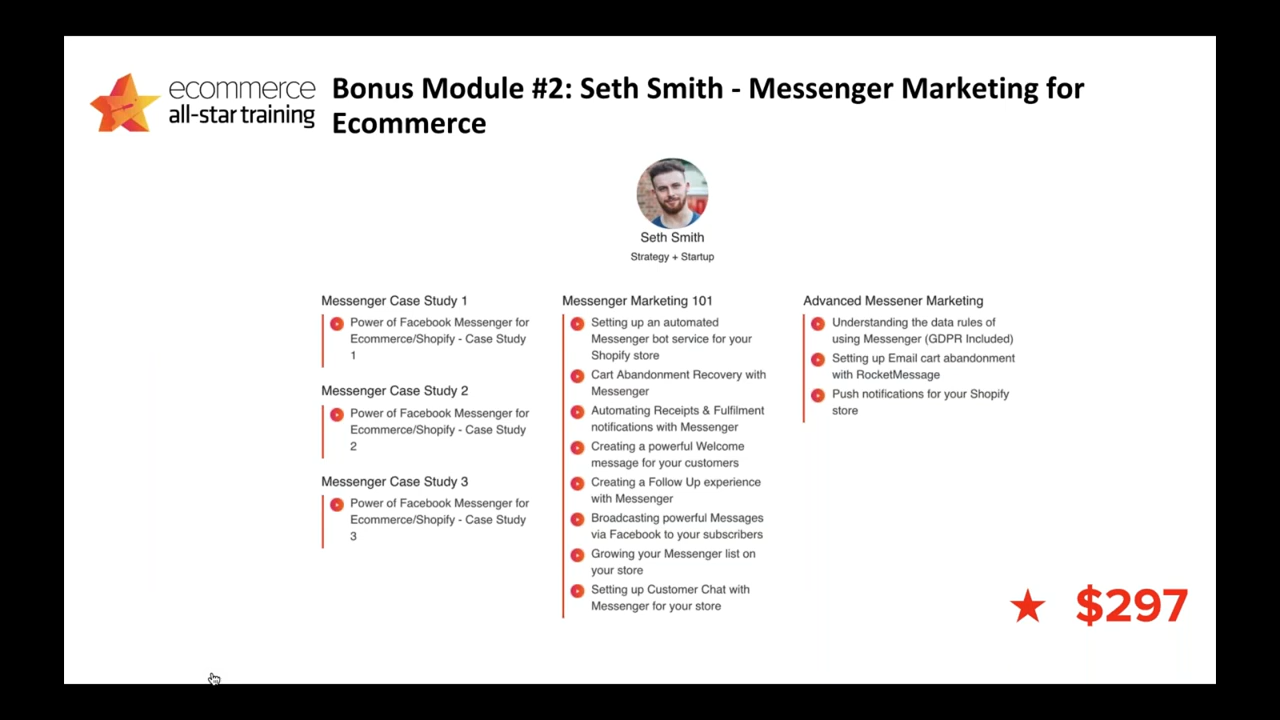 ecommerce
all-star training
Bonus Module #2: Seth Smith - Messenger Marketing for
Ecommerce
Seth Smith
Strategy + Startup
Messenger Case Study 1
Power of Facebook Messenger for
Ecommerce/Shopify - Case Study
1
Messenger Case Study 2
Power of Facebook Messenger for
Ecommerce/Shopify - Case Study
2
Messenger Case Study 3
Power of Facebook Messenger for
Ecommerce/Shopify - Case Study
3
Messenger Marketing 101
Setting up an automated
Messenger bot service for your
Shopify store
Cart Abandonment Recovery with
Messenger
Automating Receipts & Fulfilment
notifications with Messenger
Creating a powerful Welcome
message for your customers
Creating a Follow Up experience
with Messenger
Broadcasting powerful Messages
via Facebook to your subscribers
Growing your Messenger list on
your store
Setting up Customer Chat with
Messenger for your store
Advanced Messener Marketing
Understanding the data rules of
using Messenger (GDPR Included)
Setting up Email cart abandonment
with RocketMessage
Push notifications for your Shopify
store
$297